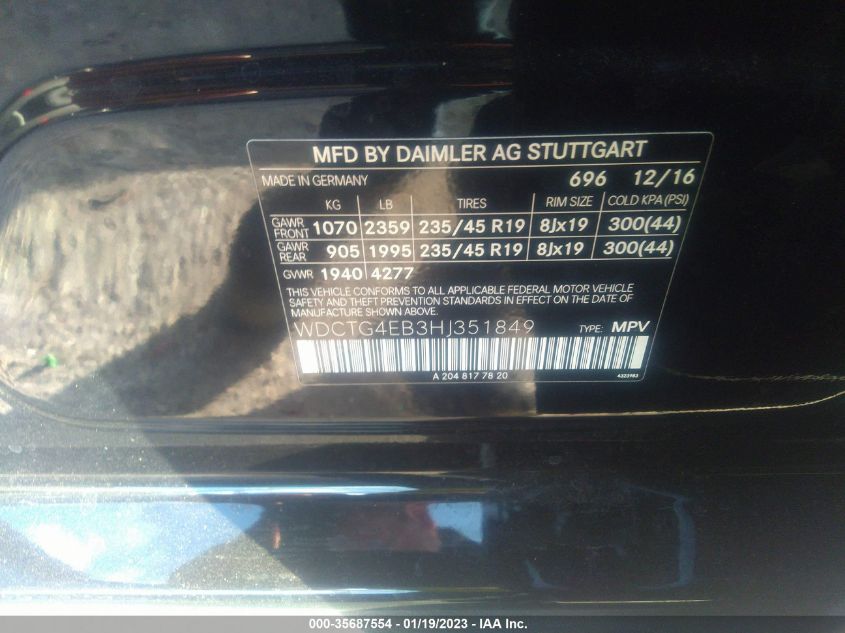 MFD BY DAIMLER AG STUTTGART
MADE IN GERMANY 696 12/16
KG LB TIRES RIM SIZE COLD KPA (PSI)
GAWR FRONT 1070 2359 235/45 R19 8Jx19 300(44)
GAWR REAR 905 1995 235/45 R19 8Jx19 300(44)
GVWR 1940 4277
THIS VEHICLE CONFORMS TO ALL APPLICABLE FEDERAL MOTOR VEHICLE
SAFETY AND THEFT PREVENTION STANDARDS IN EFFECT ON THE DATE OF
MANUFACTURE SHOWN ABOVE.
WDCTG4EB3HJ351849 TYPE: MPV
A 204 817 78 20
000-35687554 - 01/19/2023 - IAA Inc.